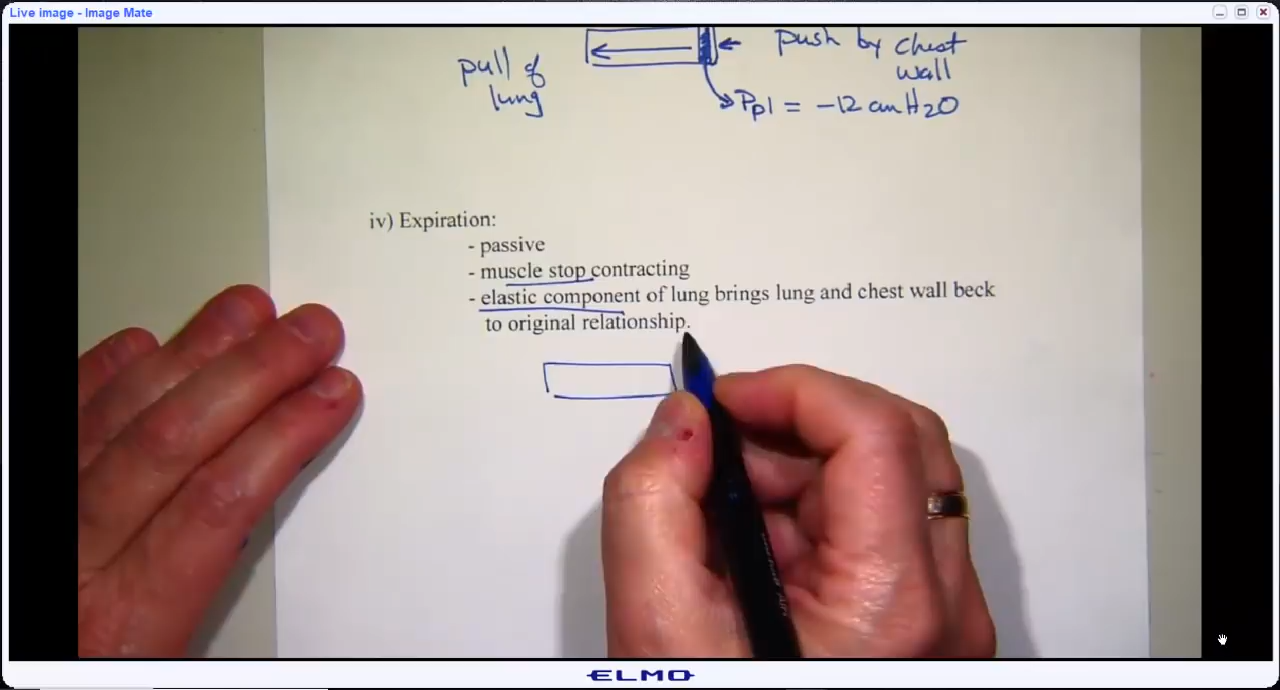 Live image - Image Mate
push by chest
wall
pull of
lung
Ppl = -12 cm H2O
iv) Expiration:
- passive
- muscle stop contracting
- elastic component of lung brings lung and chest wall beck
to original relationship.
ELMO